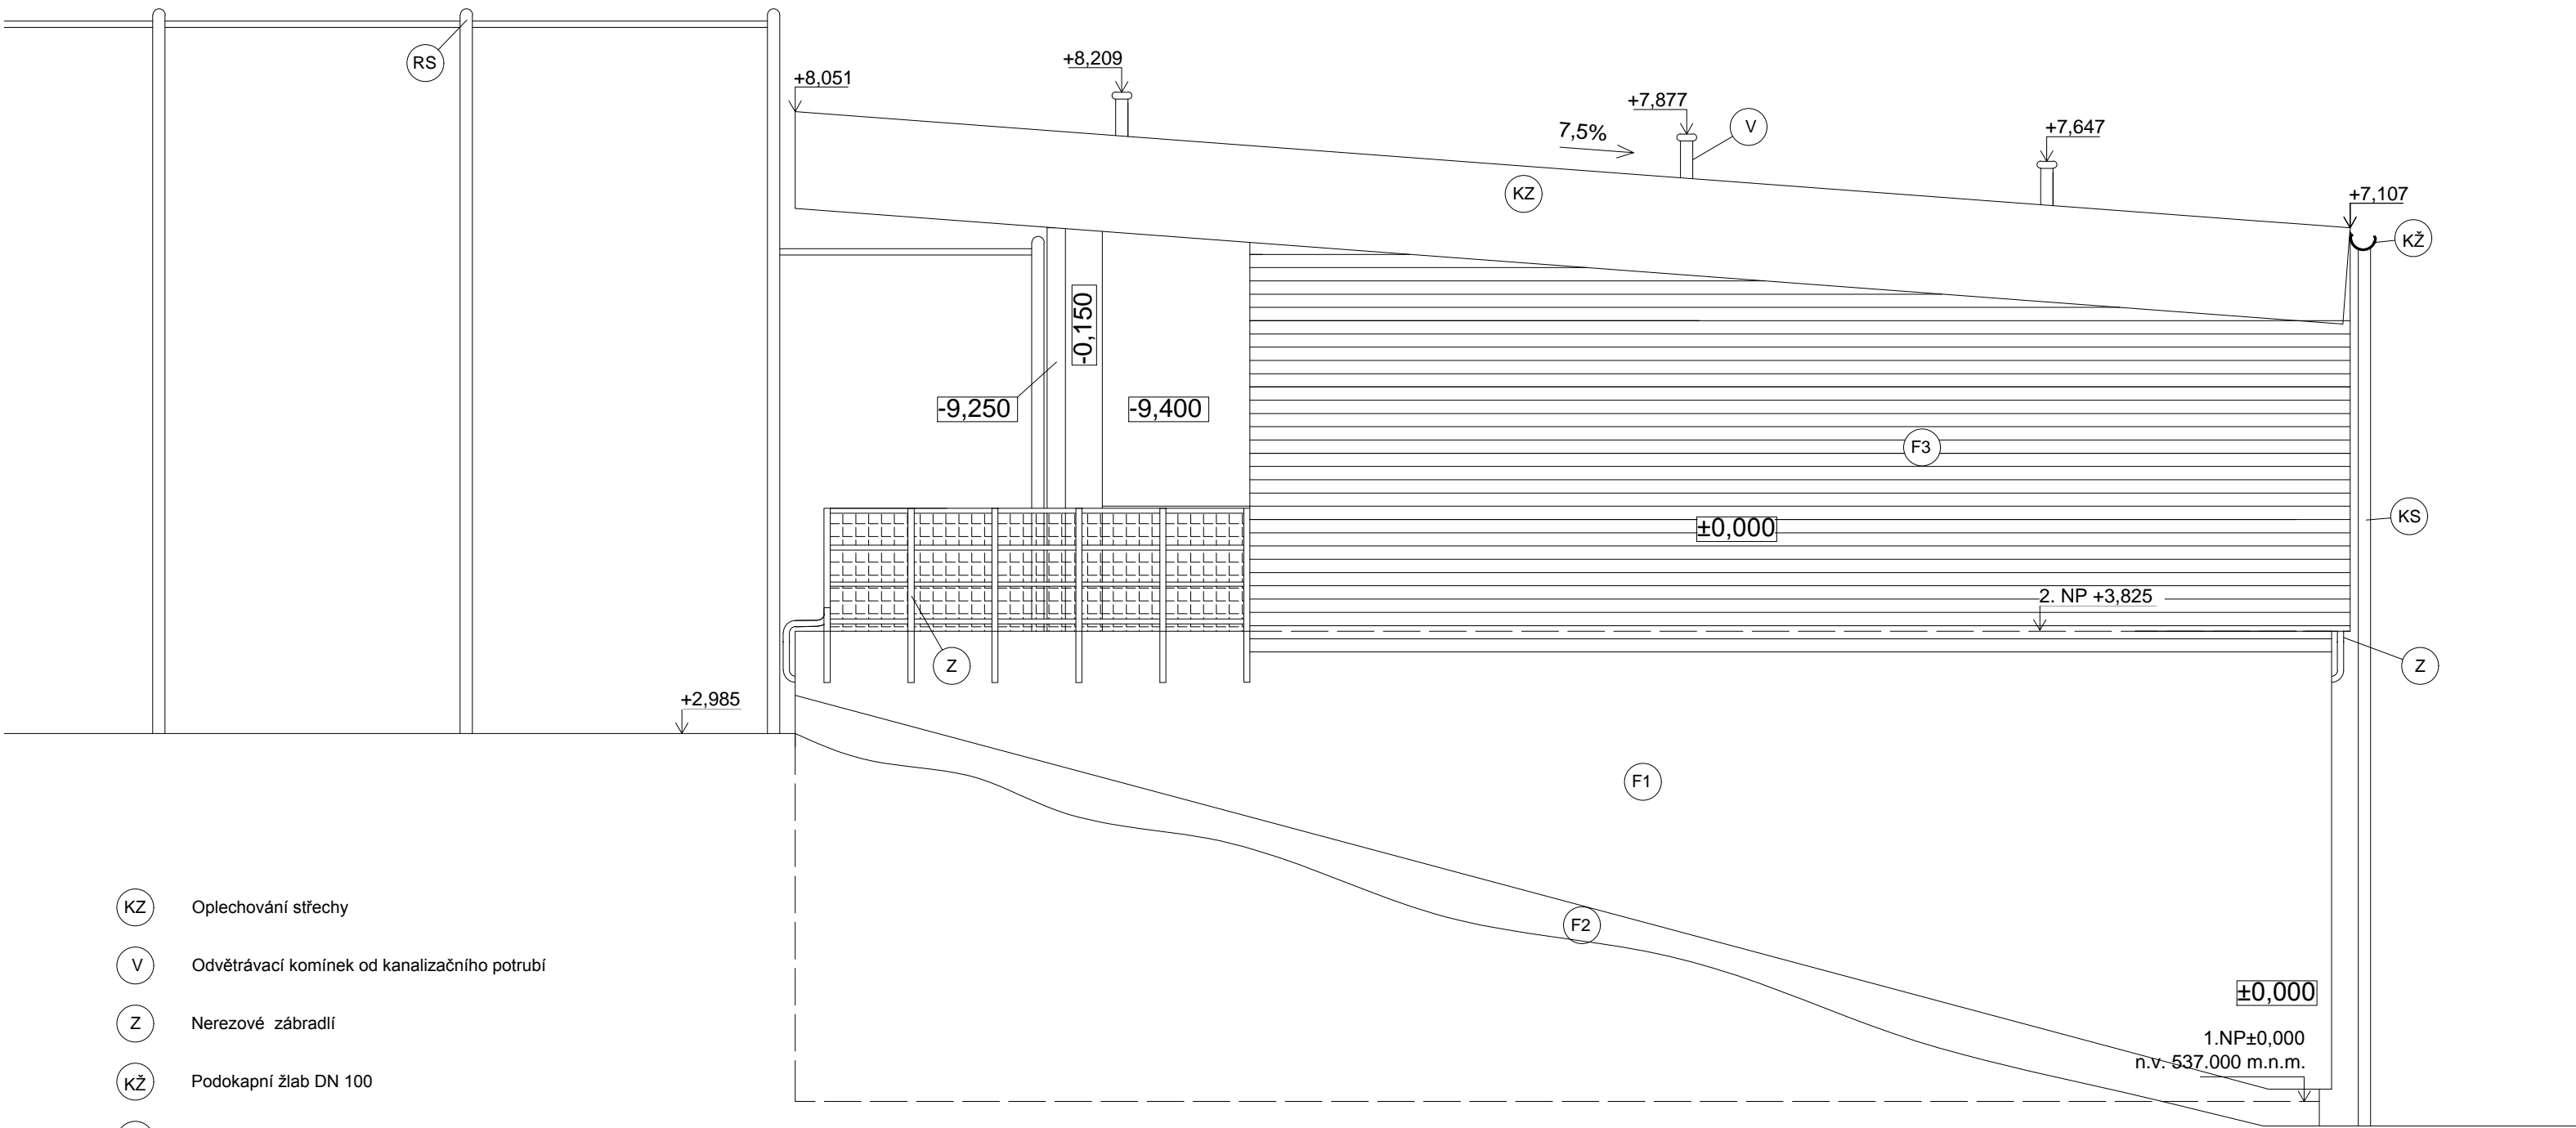 RS
+8,051
+8,209
7,5%
+7,877
V
+7,647
KZ
+7,107
KŽ
-0,150
-9,250
-9,400
F3
±0,000
KS
2. NP +3,825
Z
Z
+2,985
F1
F2
±0,000
1.NP±0,000
n.v. 537.000 m.n.m.
KZ Oplechování střechy
V Odvětrávací komínek od kanalizačního potrubí
Z Nerezové zábradlí
KŽ Podokapní žlab DN 100